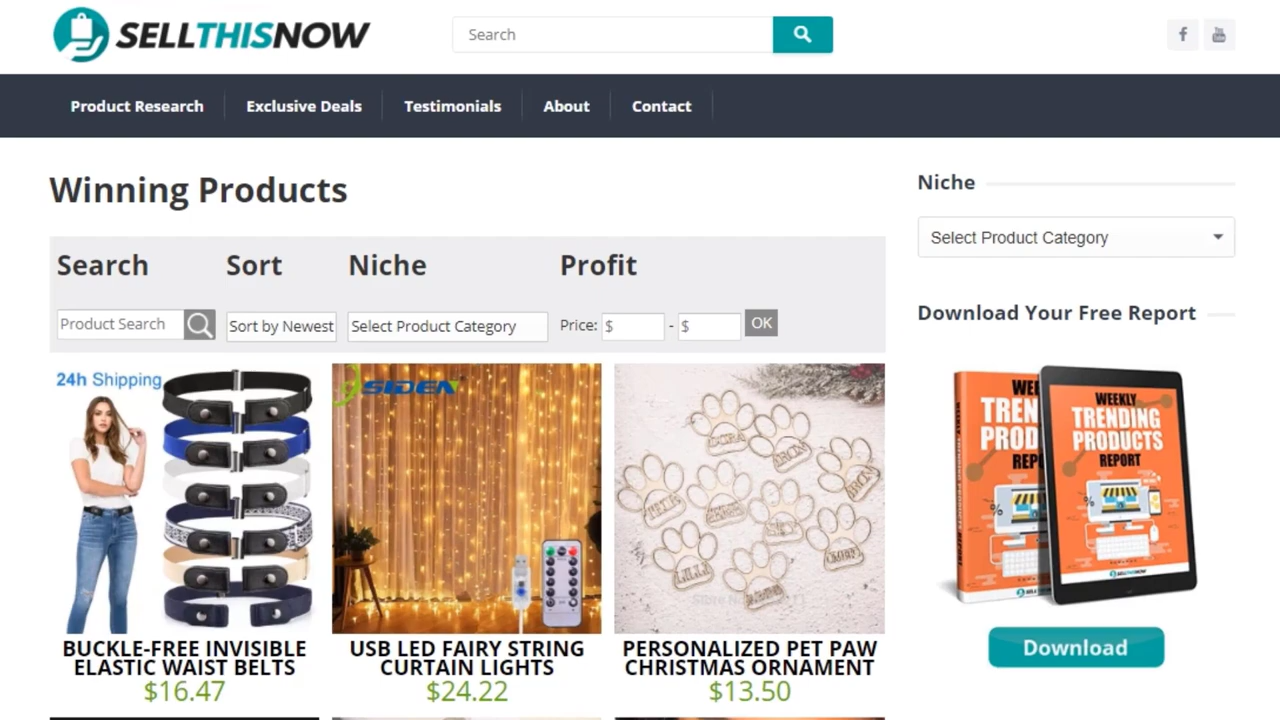 SELLTHISNOW
Search
Product Research
Exclusive Deals
Testimonials
About
Contact
Winning Products
Search
Sort
Niche
Profit
Product Search
Sort by Newest
Select Product Category
Price: $ - $ OK
24h Shipping
SIDEN
LILLY
BUCKLE-FREE INVISIBLE
ELASTIC WAIST BELTS
$16.47
USB LED FAIRY STRING
CURTAIN LIGHTS
$24.22
PERSONALIZED PET PAW
CHRISTMAS ORNAMENT
$13.50
Niche
Select Product Category
Download Your Free Report
WEEKLY
TRENDING
PRODUCTS
REPORT
SELLTHISNOW
Download